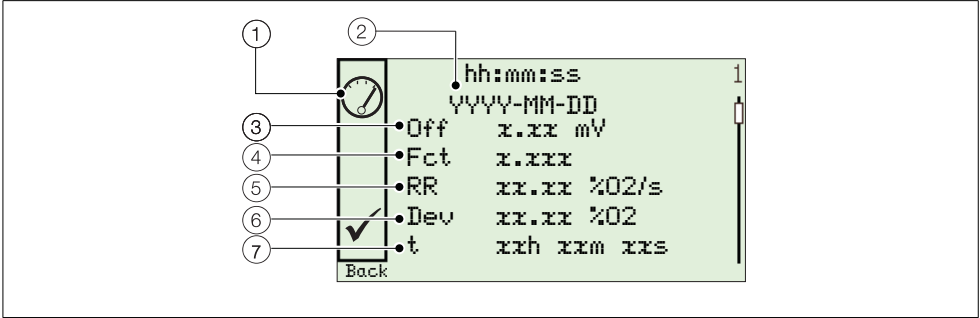 1 2
hh:mm:ss 1
YYYY-MM-DD
3 Off x.xx mV
4 Fct x.xxx
5 RR xx.xx %O2/s
6 Dev xx.xx %O2
7 t xxh xxm xxs
Back